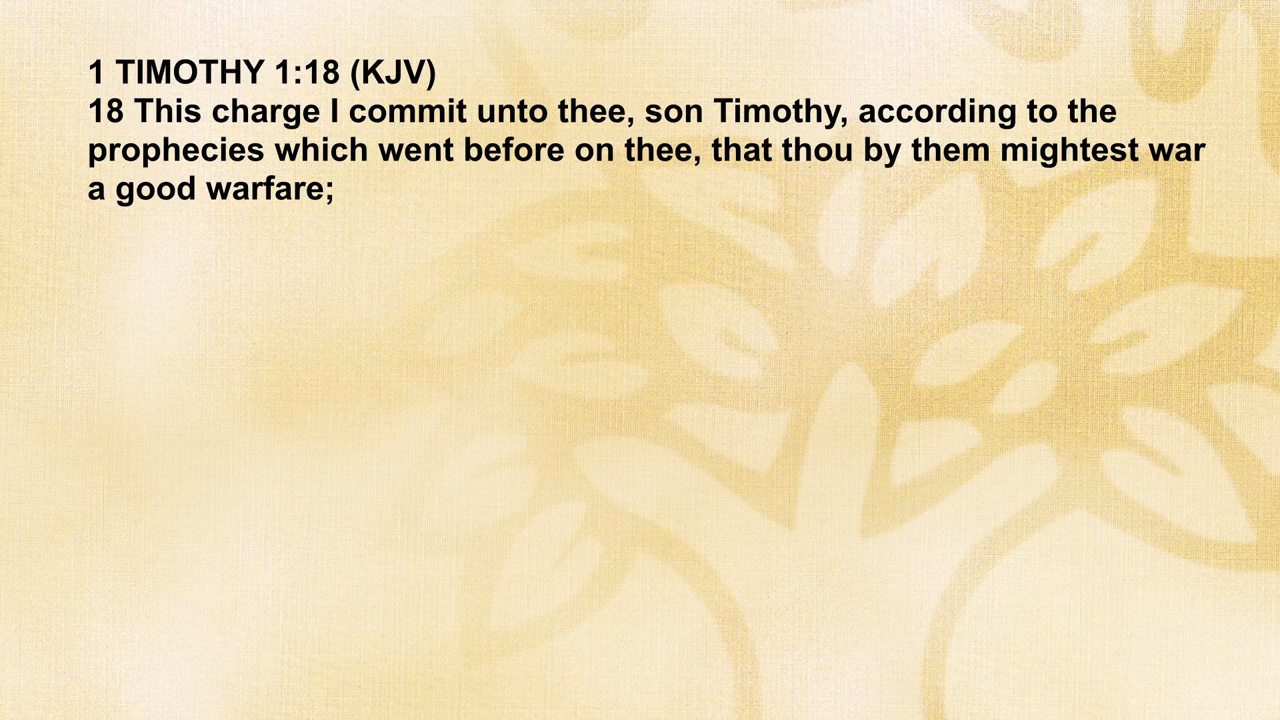 1 TIMOTHY 1:18 (KJV)
18 This charge I commit unto thee, son Timothy, according to the
prophecies which went before on thee, that thou by them mightest war
a good warfare;